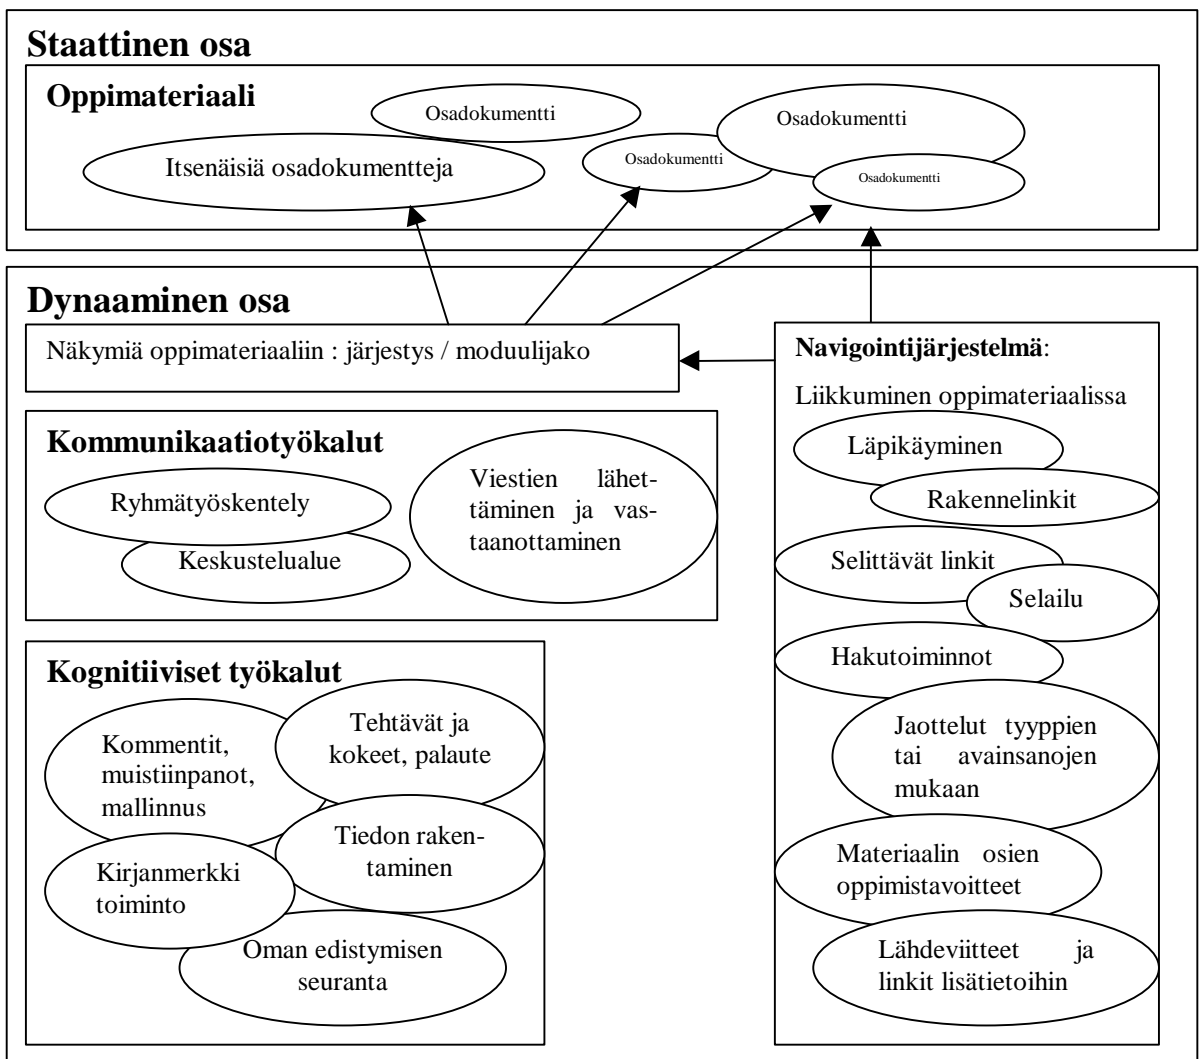 Staattinen osa
Oppimateriaali
Osadokumentti
Osadokumentti
Osadokumentti
Itsenäisiä osadokumentteja
Osadokumentti
Dynaaminen osa
Näkymiä oppimateriaaliin : järjestys / moduulijako
Kommunikaatiotyökalut
Ryhmätyöskentely
Keskustelualue
Viestien lähet-
täminen ja vas-
taanottaminen
Kognitiiviset työkalut
Kommentit,
muistiinpanot,
mallinnus
Tehtävät ja
kokeet, palaute
Tiedon raken-
taminen
Kirjanmerkki
toiminto
Oman edistymisen
seuranta
Navigointijärjestelmä:
Liikkuminen oppimateriaalissa
Läpikäyminen
Rakennelinkit
Selittävät linkit
Selailu
Hakutoiminnot
Jaottelut tyyppien
tai avainsanojen
mukaan
Materiaalin osien
oppimistavoitteet
Lähdeviitteet ja
linkit lisätietoihin